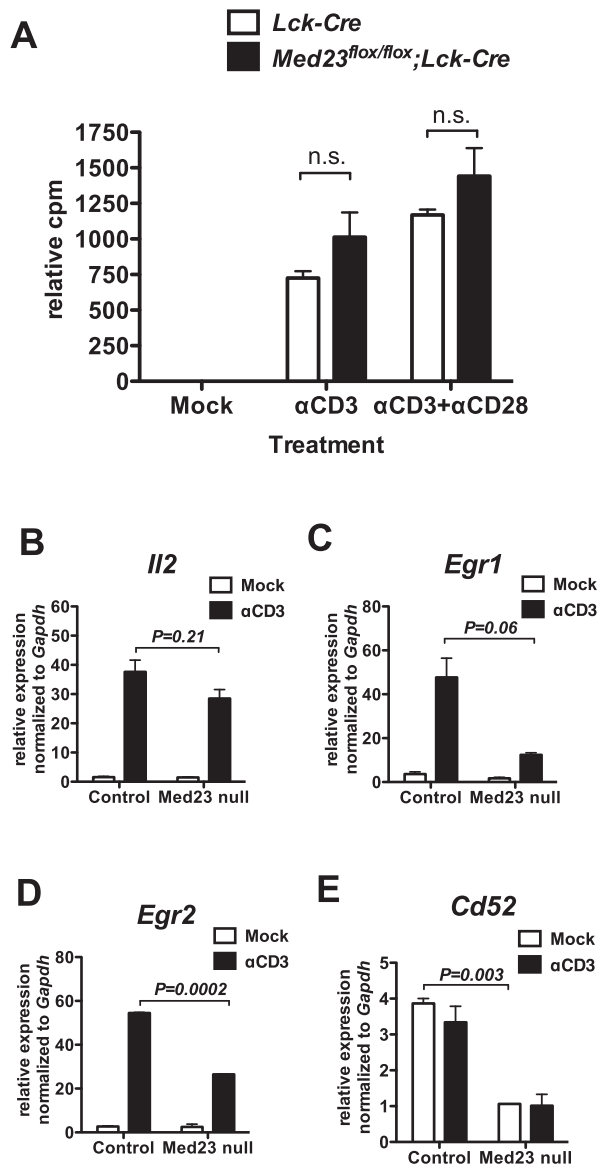 A
Lck-Cre
Med23flox/flox;Lck-Cre
relative cpm
1750
1500
1250
1000
750
500
250
0
n.s.
n.s.
Mock
αCD3
αCD3+αCD28
Treatment
B
Il2
Mock
αCD3
relative expression
normalized to Gapdh
60
50
40
30
20
10
0
P=0.21
Control
Med23 null
C
Egr1
Mock
αCD3
relative expression
normalized to Gapdh
80
60
40
20
0
P=0.06
Control
Med23 null
D
Egr2
Mock
αCD3
relative expression
normalized to Gapdh
80
60
40
20
0
P=0.0002
Control
Med23 null
E
Cd52
Mock
αCD3
relative expression
normalized to Gapdh
5
4
3
2
1
0
P=0.003
Control
Med23 null